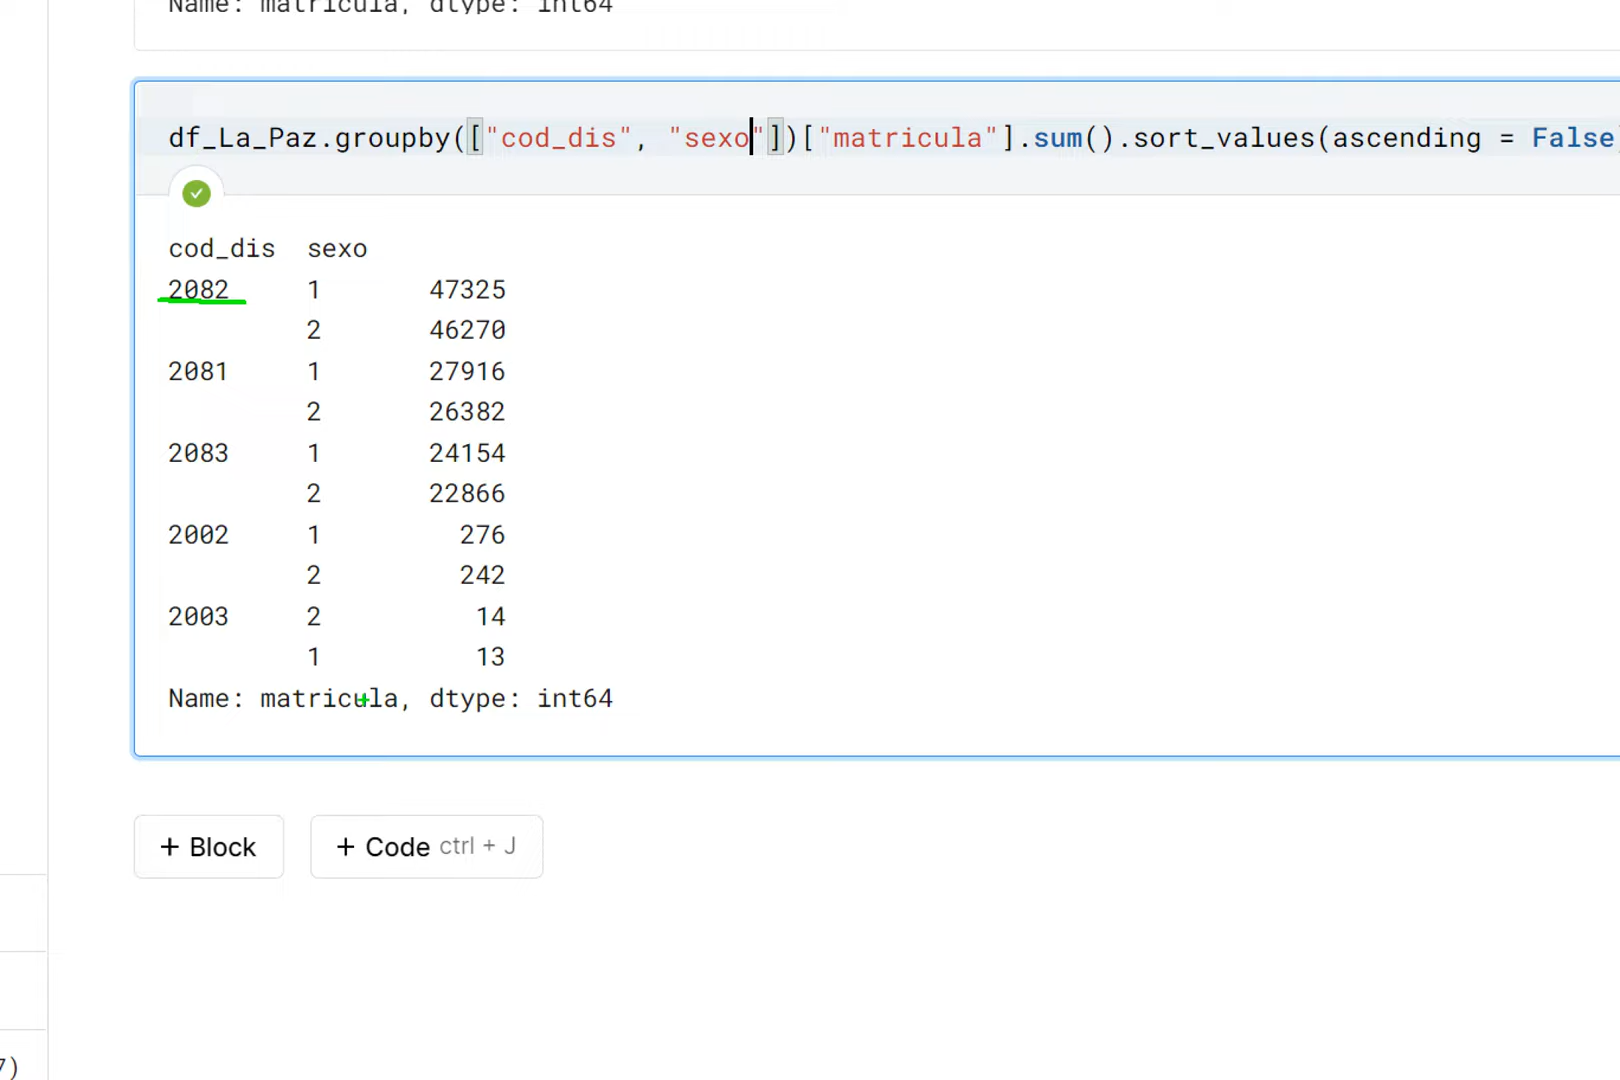 Name: matricula, dtype: int64
df_La_Paz.groupby(["cod_dis", "sexo"])["matricula"].sum().sort_values(ascending = False)
cod_dis sexo
2082 1 47325
2 46270
2081 1 27916
2 26382
2083 1 24154
2 22866
2002 1 276
2 242
2003 2 14
1 13
Name: matricula, dtype: int64
+ Block + Code ctrl + J
7)